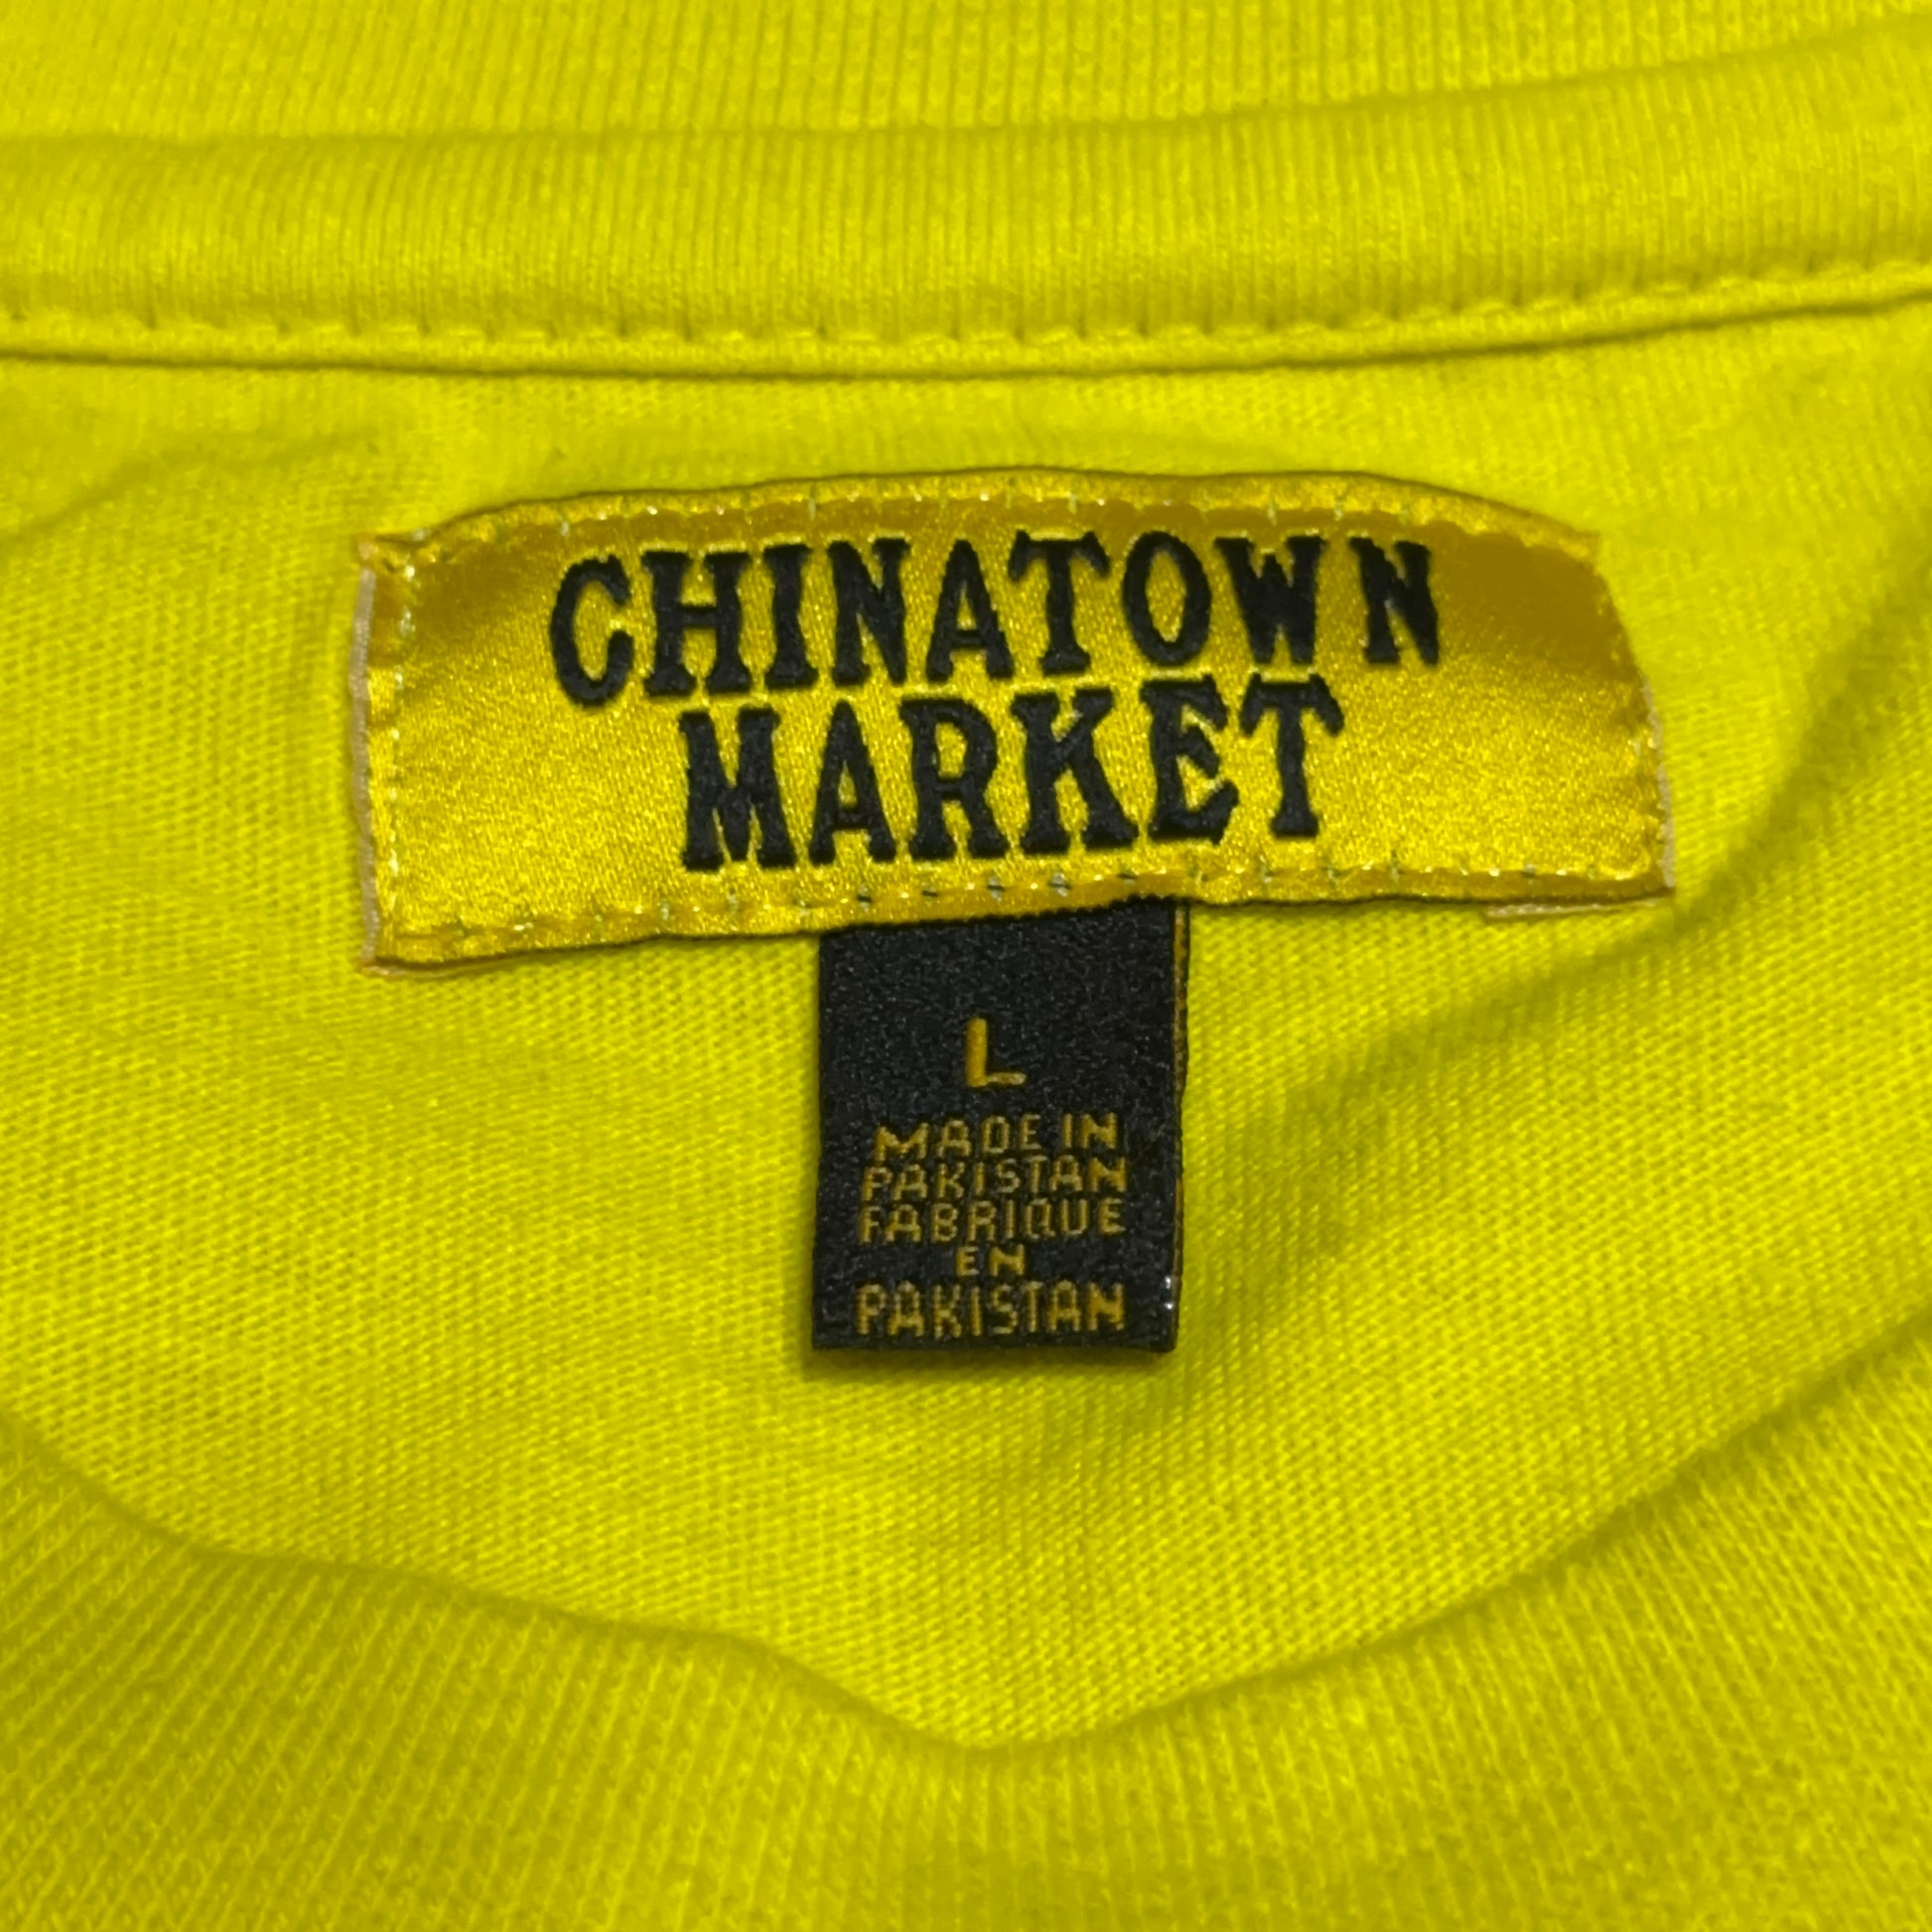 CHINATOWN
MARKET
L
MADE IN
PAKISTAN
FABRIQUE
EN
PAKISTAN